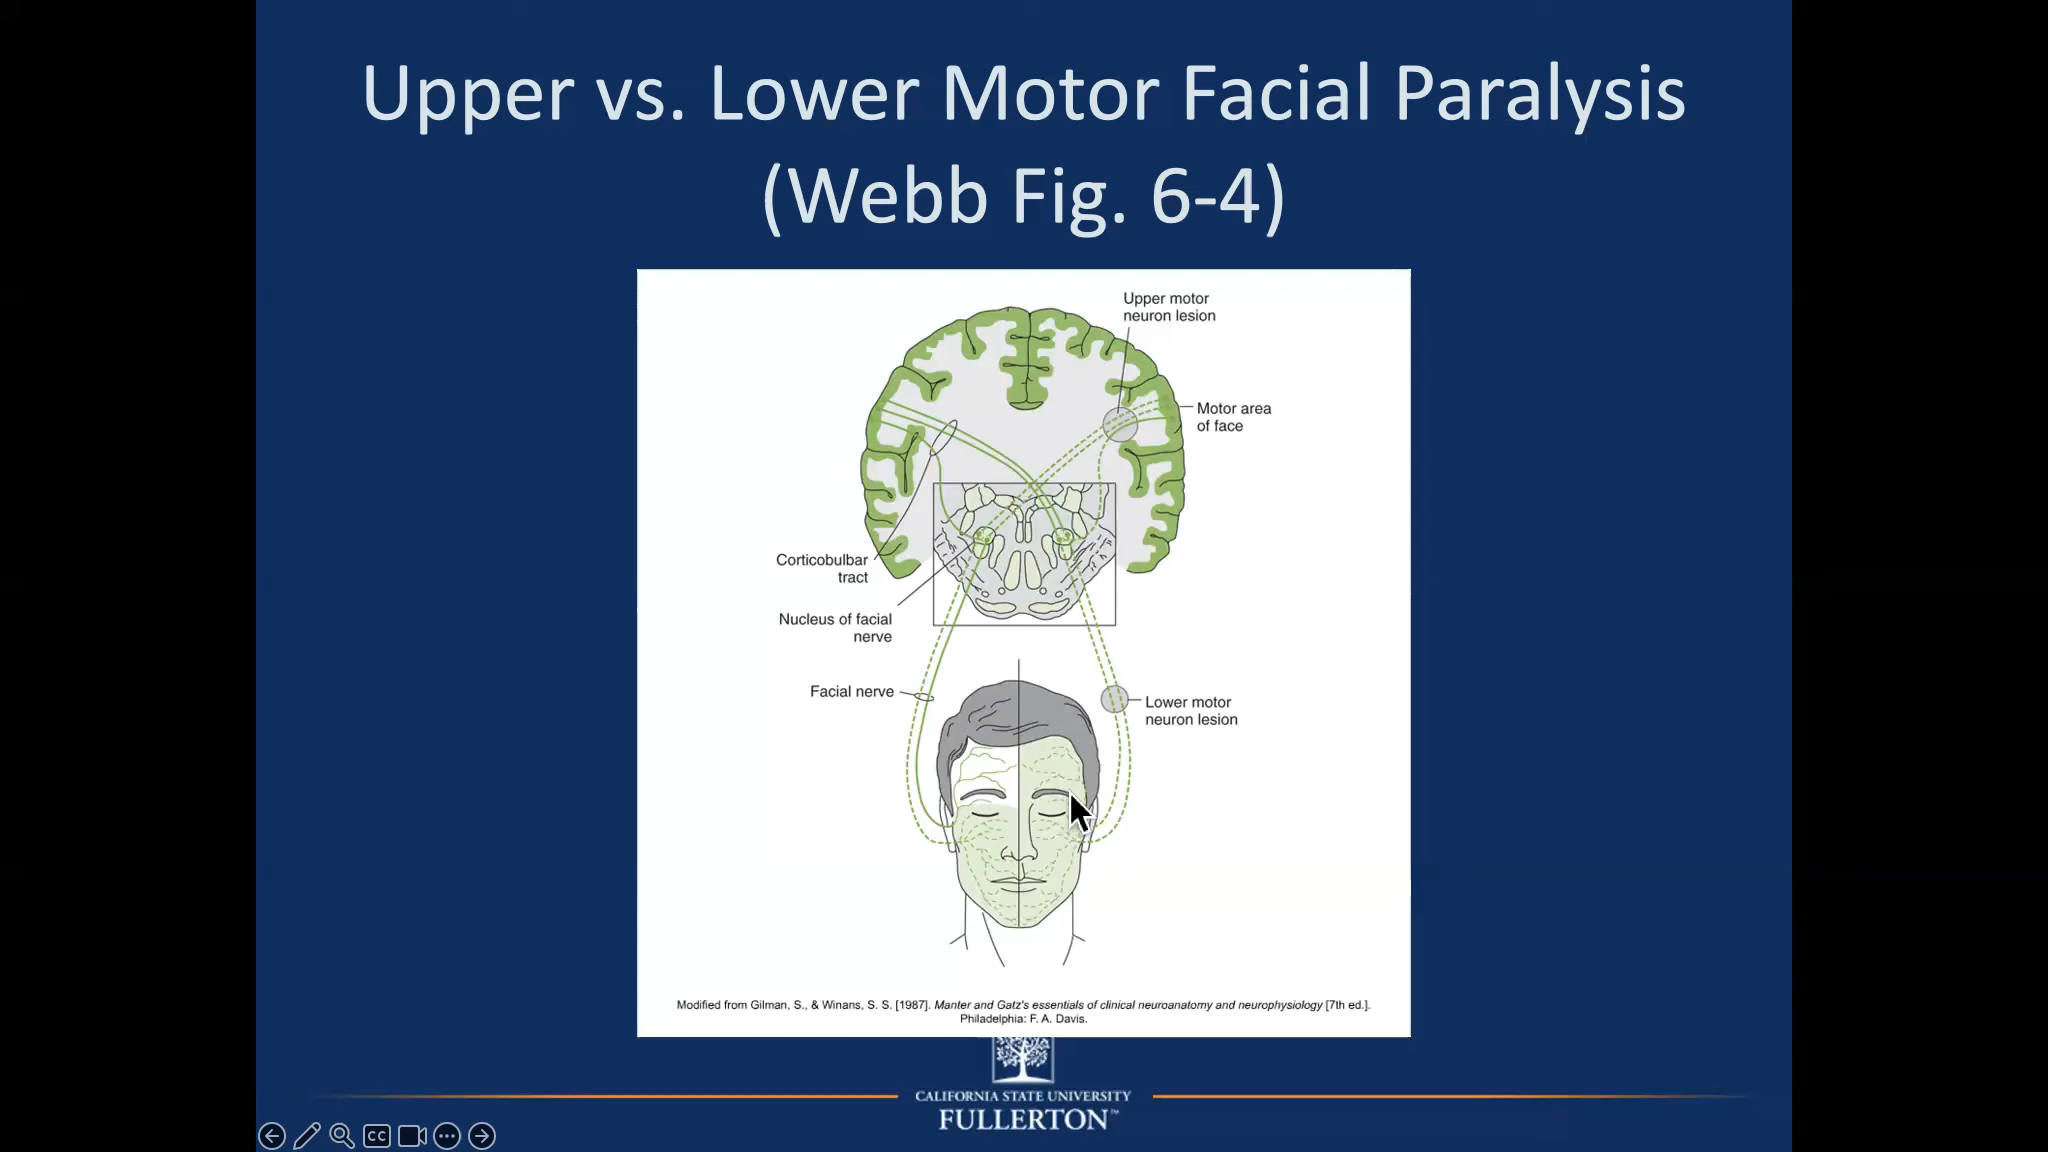 Upper vs. Lower Motor Facial Paralysis
(Webb Fig. 6-4)
Upper motor
neuron lesion
Motor area
of face
Corticobulbar
tract
Nucleus of facial
nerve
Facial nerve
Lower motor
neuron lesion
Modified from Gilman, S., & Winans, S. S. [1987]. Manter and Gatz's essentials of clinical neuroanatomy and neurophysiology [7th ed.].
Philadelphia: F. A. Davis.
CALIFORNIA STATE UNIVERSITY
FULLERTON™
CC